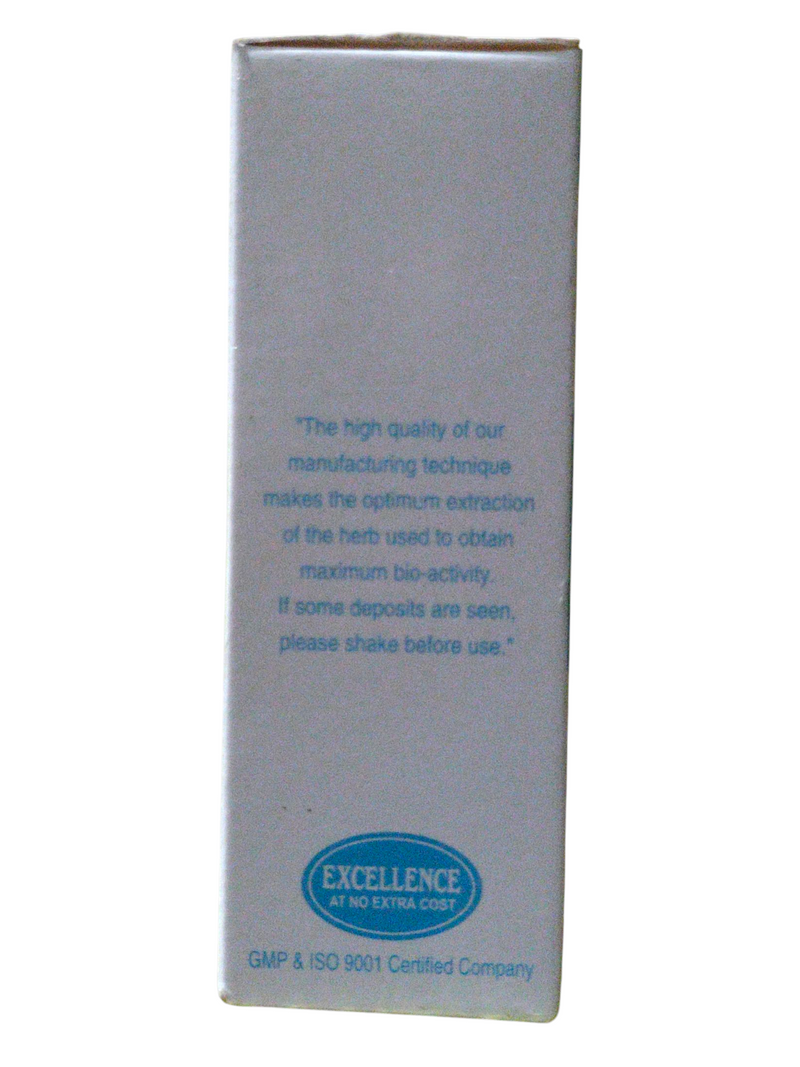 "The high quality of our
manufacturing technique
makes the optimum extraction
of the herb used to obtain
maximum bio-activity.
If some deposits are seen,
please shake before use."
EXCELLENCE
AT NO EXTRA COST
GMP & ISO 9001 Certified Company